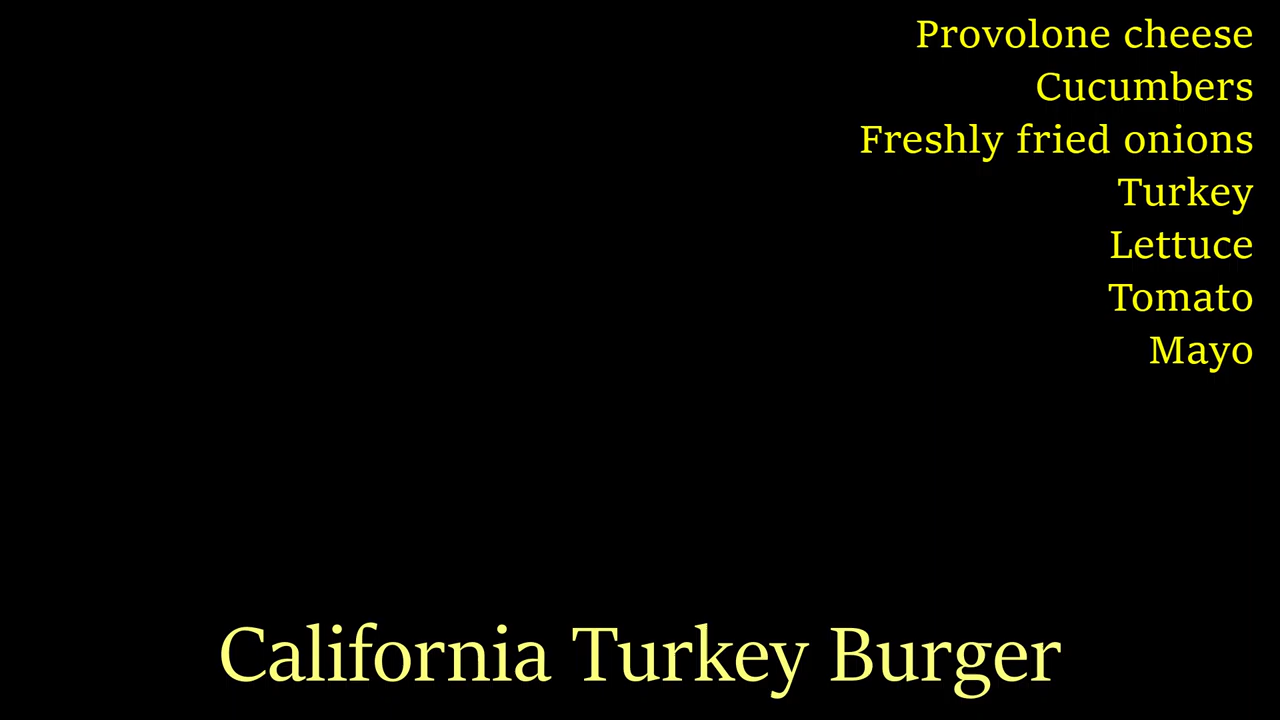 Provolone cheese
Cucumbers
Freshly fried onions
Turkey
Lettuce
Tomato
Mayo
California Turkey Burger